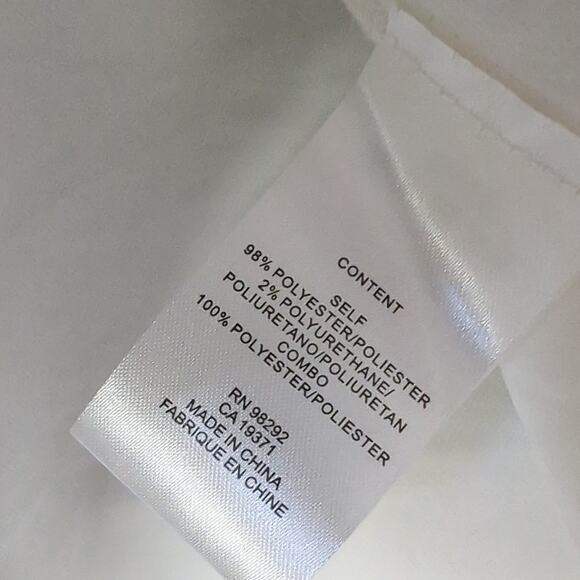 CONTENT
SELF
98% POLYESTER/POLIESTER
2% POLYURETHANE/
POLIURETANO/POLIURETAN
COMBO
100% POLYESTER/POLIESTER
RN 98292
CA 19371
MADE IN CHINA
FABRIQUE EN CHINE